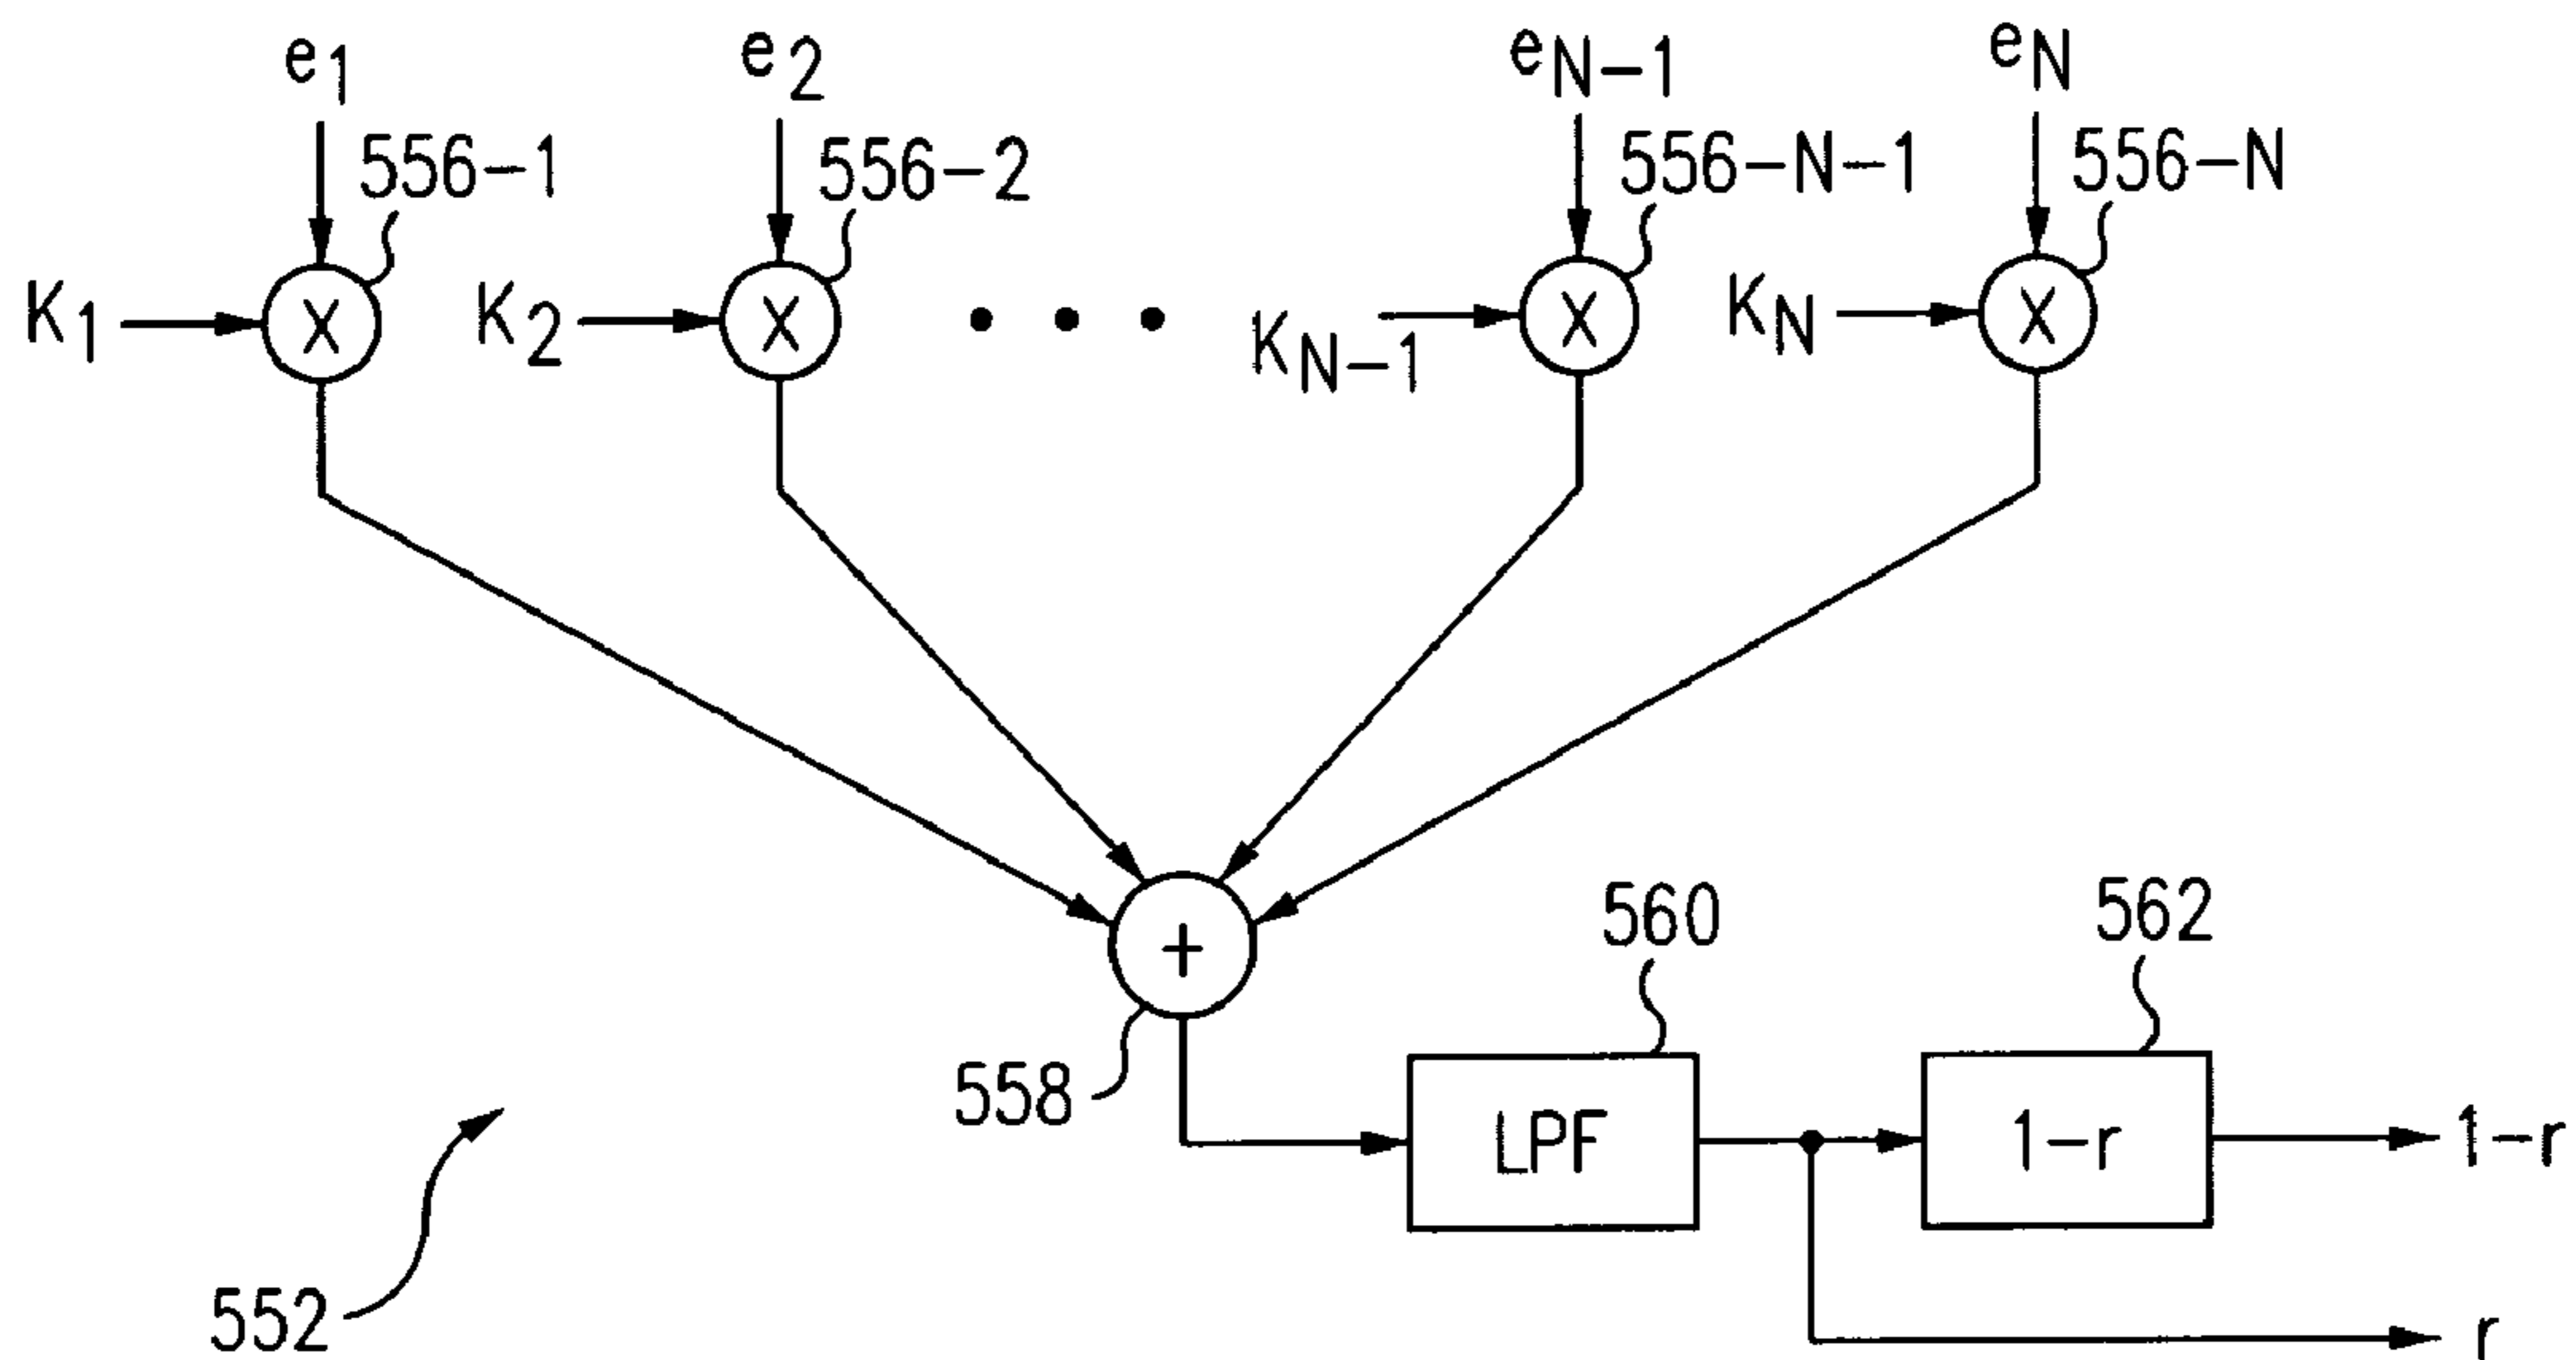 e1 e2 eN-1 eN
556-1 556-2 556-N-1 556-N
K1 X K2 X • • • KN-1 X KN X
+
558
560 562
LPF 1-r 1-r
552
r